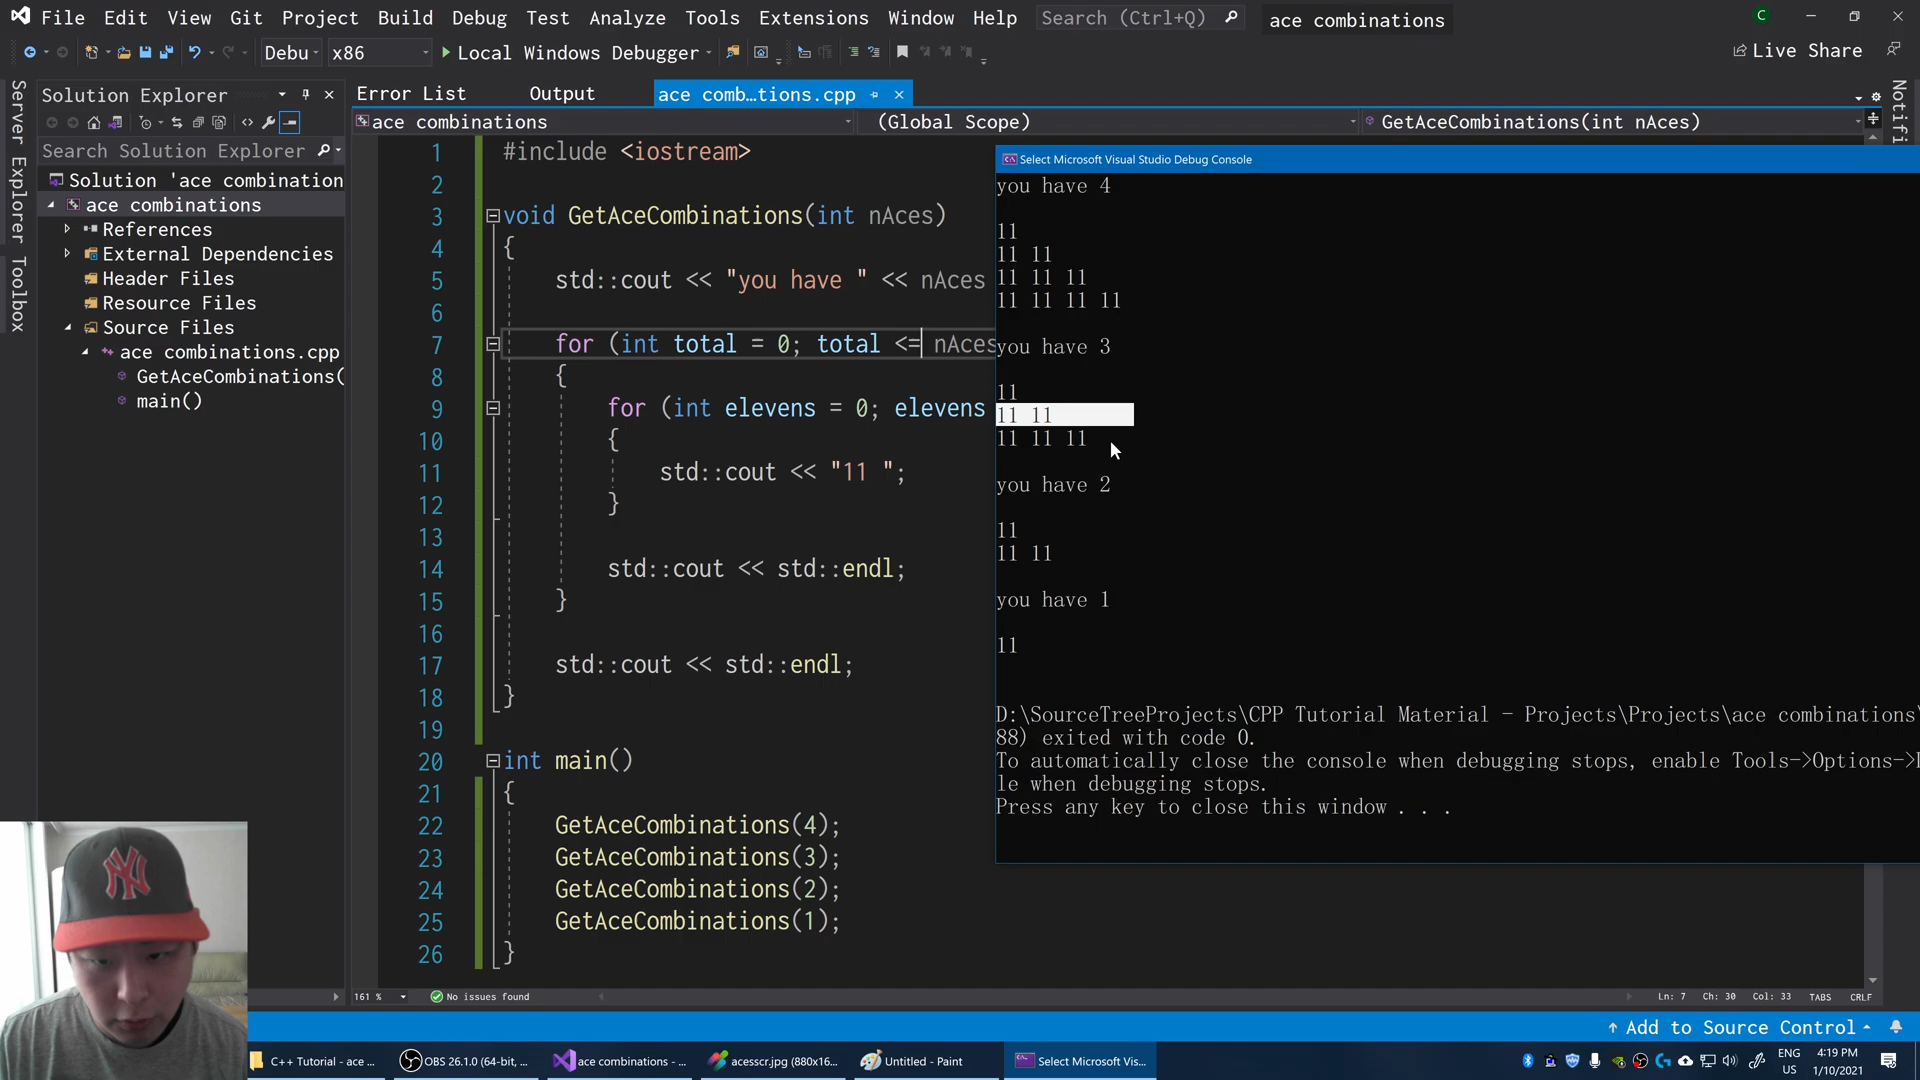 File Edit View Git Project Build Debug Test Analyze Tools Extensions Window Help Search (Ctrl+Q) ace combinations C
Debu x86 Local Windows Debugger Live Share
Server Explorer
Toolbox
Solution Explorer
Search Solution Explorer
Solution 'ace combination
ace combinations
References
External Dependencies
Header Files
Resource Files
Source Files
ace combinations.cpp
GetAceCombinations(
main()
Error List Output ace comb...tions.cpp
ace combinations (Global Scope) GetAceCombinations(int nAces)
Notifi
1 #include <iostream>
2
3 void GetAceCombinations(int nAces)
4 {
5 std::cout << "you have " << nAces
6
7 for (int total = 0; total <= nAces
8 {
9 for (int elevens = 0; elevens
10 {
11 std::cout << "11 ";
12 }
13
14 std::cout << std::endl;
15 }
16
17 std::cout << std::endl;
18 }
19
20 int main()
21 {
22 GetAceCombinations(4);
23 GetAceCombinations(3);
24 GetAceCombinations(2);
25 GetAceCombinations(1);
26 }
Select Microsoft Visual Studio Debug Console
you have 4
11
11 11
11 11 11
11 11 11 11
you have 3
11
11 11
11 11 11
you have 2
11
11 11
you have 1
11
D:\SourceTreeProjects\CPP Tutorial Material - Projects\Projects\ace combinations\
88) exited with code 0.
To automatically close the console when debugging stops, enable Tools->Options->D
le when debugging stops.
Press any key to close this window . . .
161 % No issues found Ln: 7 Ch: 30 Col: 33 TABS CRLF
Add to Source Control
NY
C++ Tutorial - ace ... OBS 26.1.0 (64-bit, ... ace combinations - ... acesscr.jpg (880x16... Untitled - Paint Select Microsoft Vis...
ENG
US
4:19 PM
1/10/2021